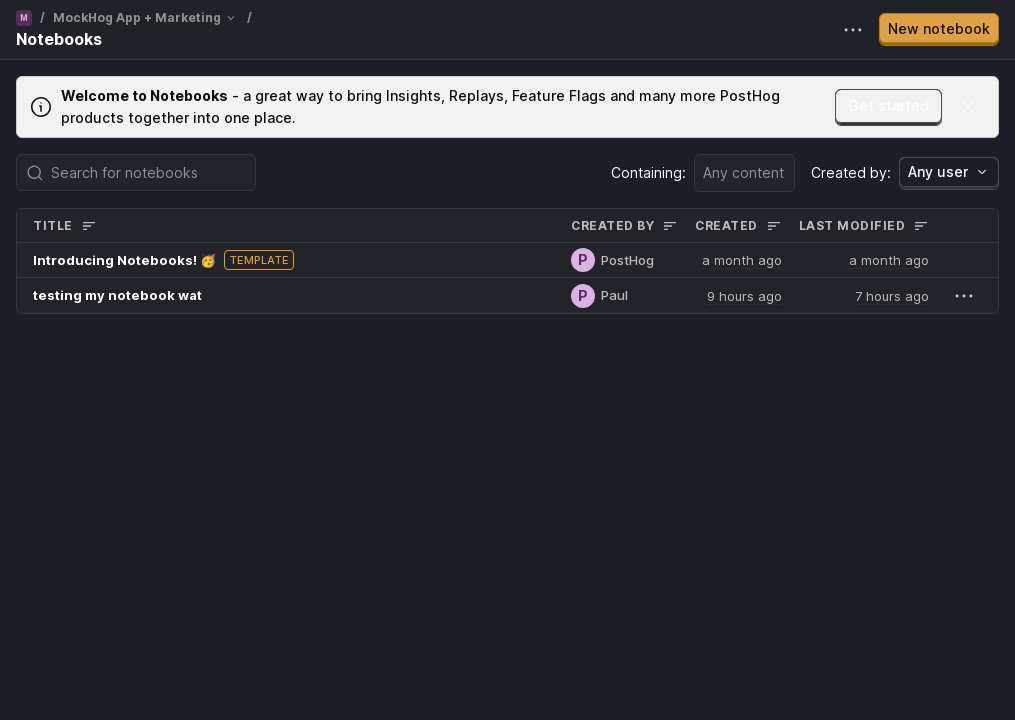 M / MockHog App + Marketing /
Notebooks
New notebook
Welcome to Notebooks - a great way to bring Insights, Replays, Feature Flags and many more PostHog
products together into one place.
Get started
Search for notebooks
Containing: Any content
Created by: Any user
TITLE CREATED BY CREATED LAST MODIFIED
Introducing Notebooks! 🥳 TEMPLATE P PostHog a month ago a month ago
testing my notebook wat P Paul 9 hours ago 7 hours ago